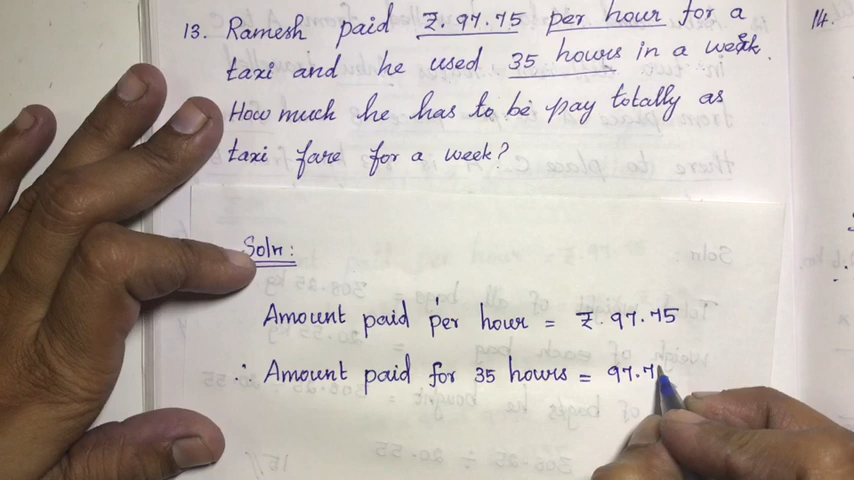 13. Ramesh paid ₹.97.75 per hour for a
taxi and he used 35 hours in a week.
How much he has to be pay totally as
taxi fare for a week?
Soln:
Amount paid per hour = ₹.97.75
∴ Amount paid for 35 hours = 97.7
14.